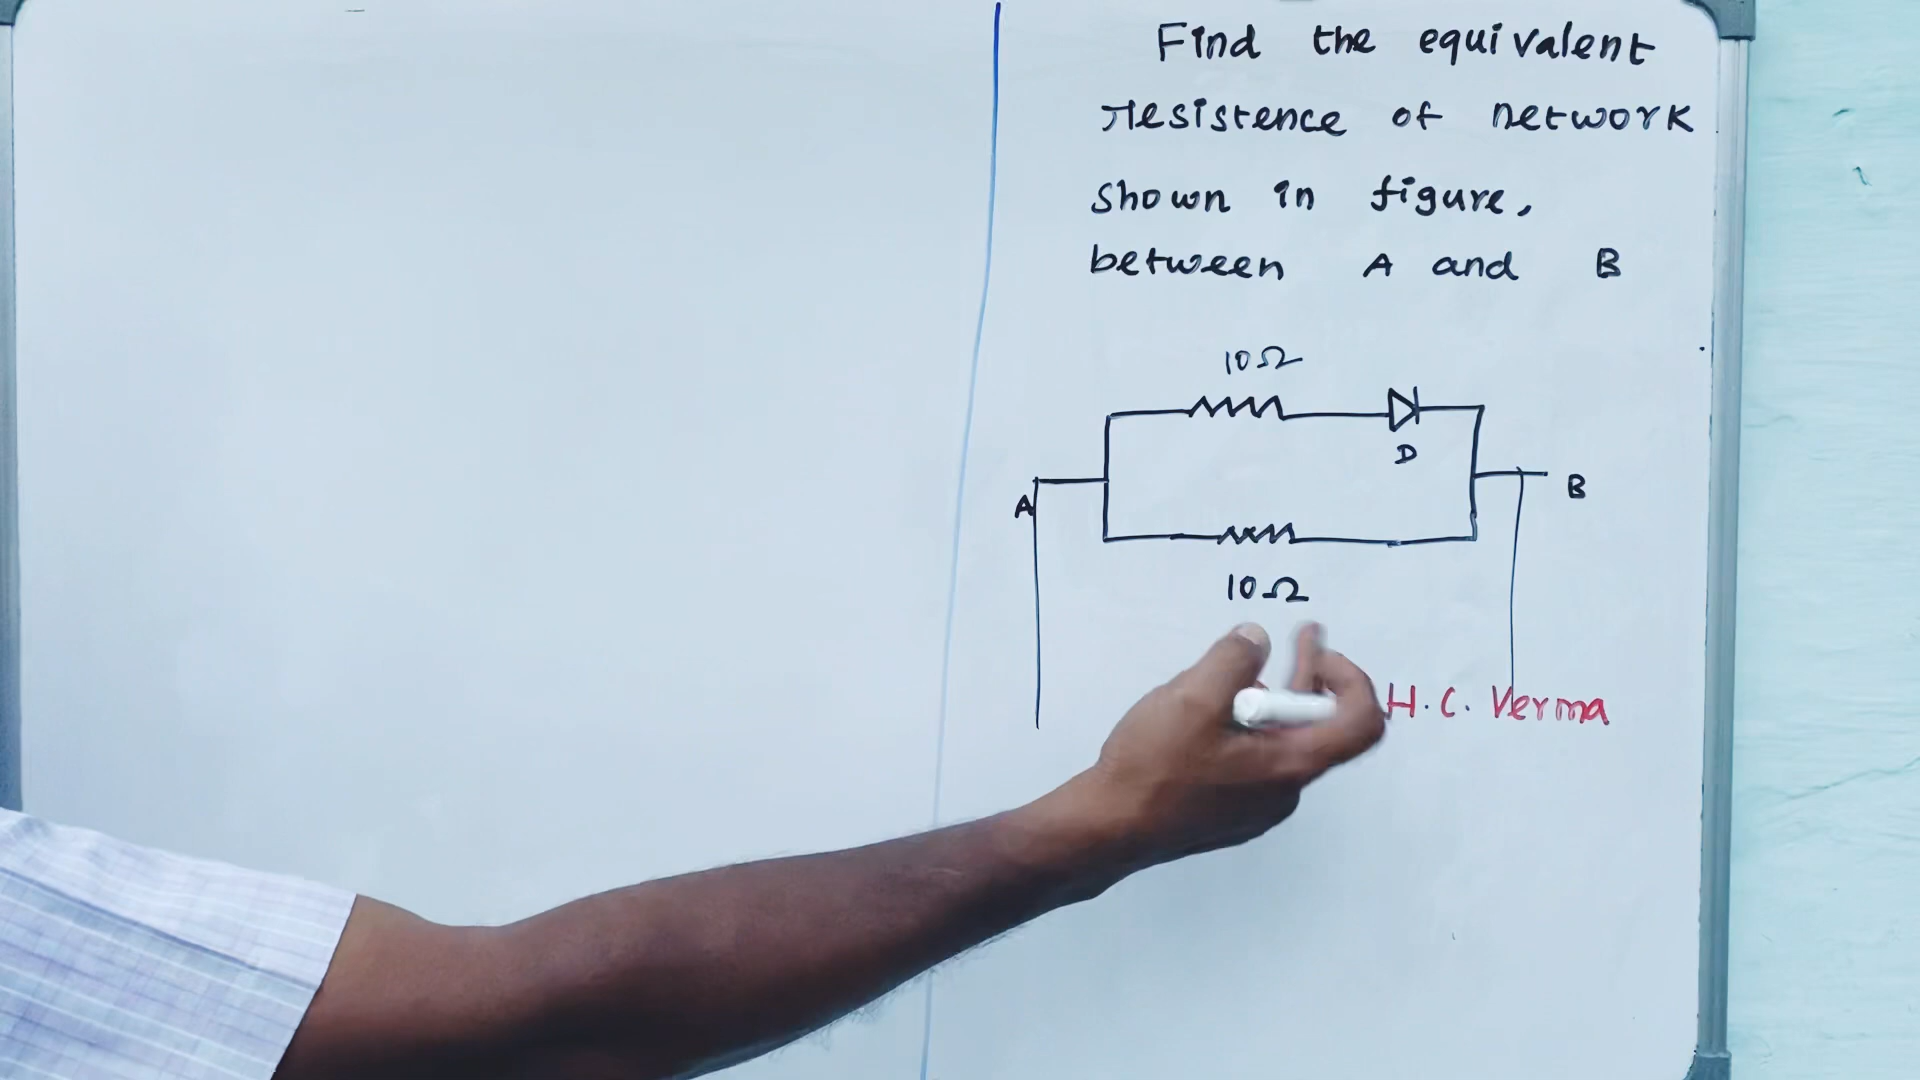 Find the equivalent
resistence of network
shown in figure,
between A and B
10Ω
D
A
B
10Ω
H.C. Verma